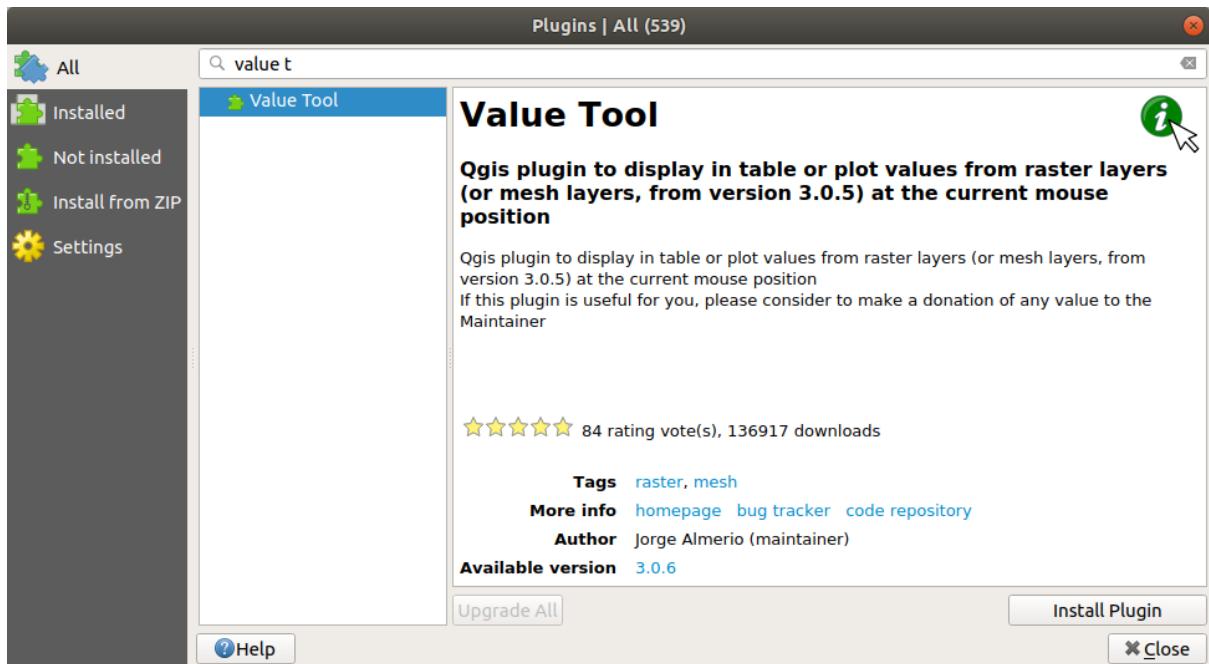 Plugins | All (539)
All
Installed
Not installed
Install from ZIP
Settings
value t
Value Tool
Value Tool
Qgis plugin to display in table or plot values from raster layers
(or mesh layers, from version 3.0.5) at the current mouse
position
Qgis plugin to display in table or plot values from raster layers (or mesh layers, from
version 3.0.5) at the current mouse position
If this plugin is useful for you, please consider to make a donation of any value to the
Maintainer
84 rating vote(s), 136917 downloads
Tags raster, mesh
More info homepage bug tracker code repository
Author Jorge Almerio (maintainer)
Available version 3.0.6
Upgrade All
Install Plugin
Help
Close